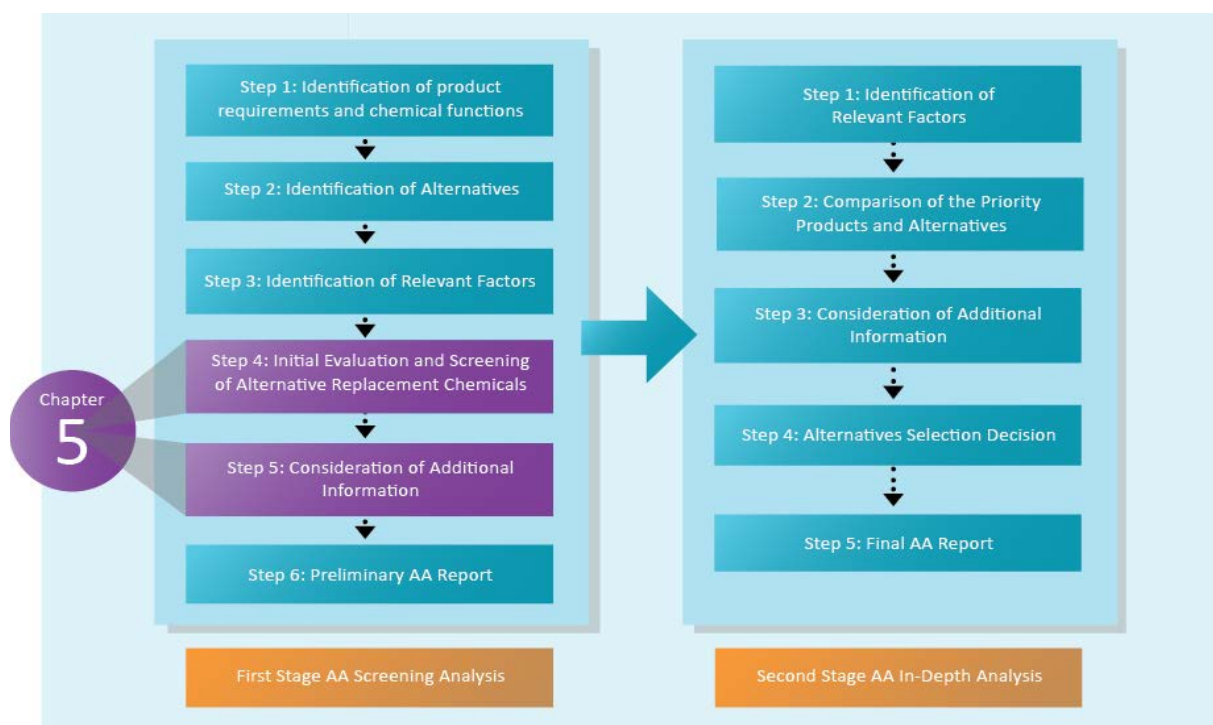 Step 1: Identification of product
requirements and chemical functions
Step 2: Identification of Alternatives
Step 3: Identification of Relevant Factors
Step 4: Initial Evaluation and Screening
of Alternative Replacement Chemicals
Chapter
5
Step 5: Consideration of Additional
Information
Step 6: Preliminary AA Report
First Stage AA Screening Analysis
Step 1: Identification of
Relevant Factors
Step 2: Comparison of the Priority
Products and Alternatives
Step 3: Consideration of Additional
Information
Step 4: Alternatives Selection Decision
Step 5: Final AA Report
Second Stage AA In-Depth Analysis